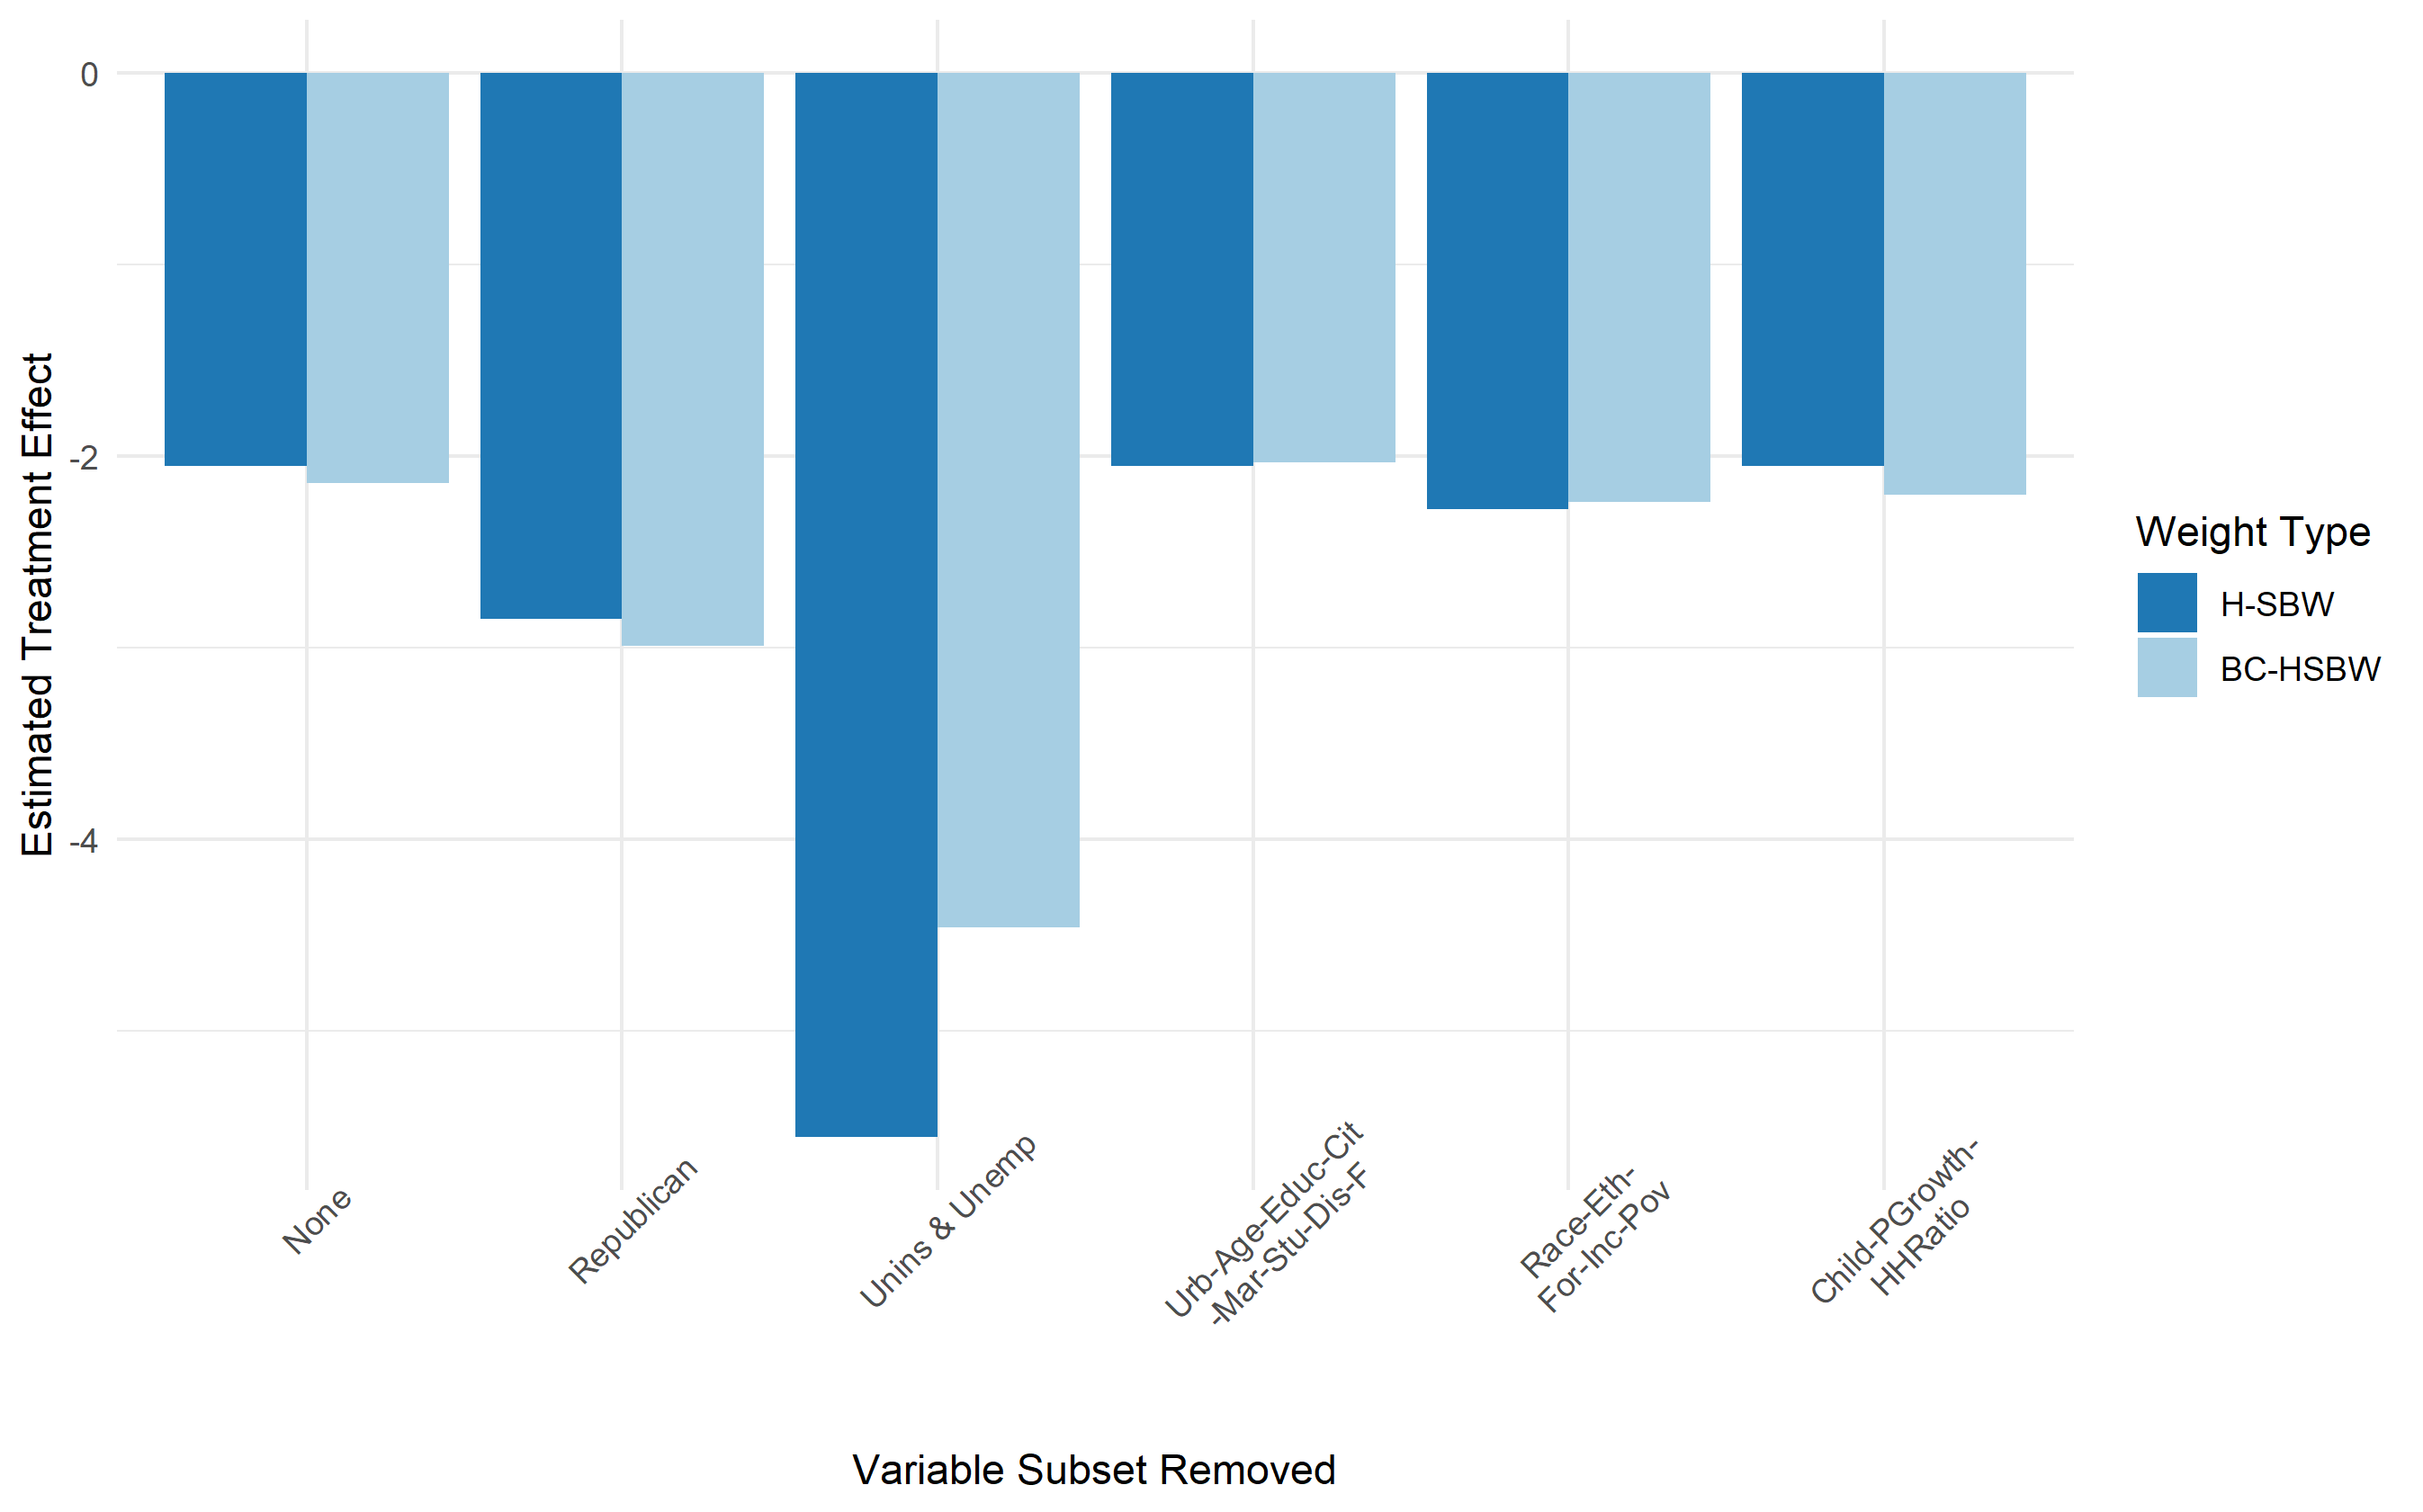 Estimated Treatment Effect
0
-2
-4
None
Republican
Unins & Unemp
Urb-Age-Educ-Cit
-Mar-Stu-Dis-F
Race-Eth-
For-Inc-Pov
Child-PGrowth-
HHRatio
Variable Subset Removed
Weight Type
H-SBW
BC-HSBW